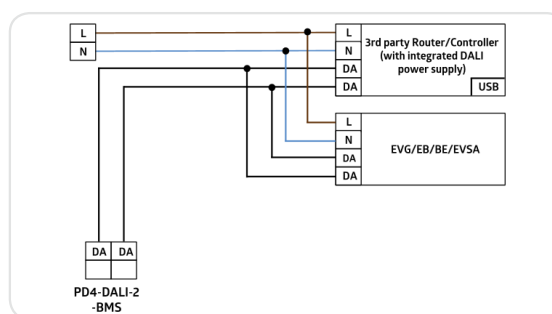 L
N
L
N
DA
DA
3rd party Router/Controller
(with integrated DALI
power supply)
USB
L
N
DA
DA
EVG/EB/BE/EVSA
DA DA
PD4-DALI-2
-BMS